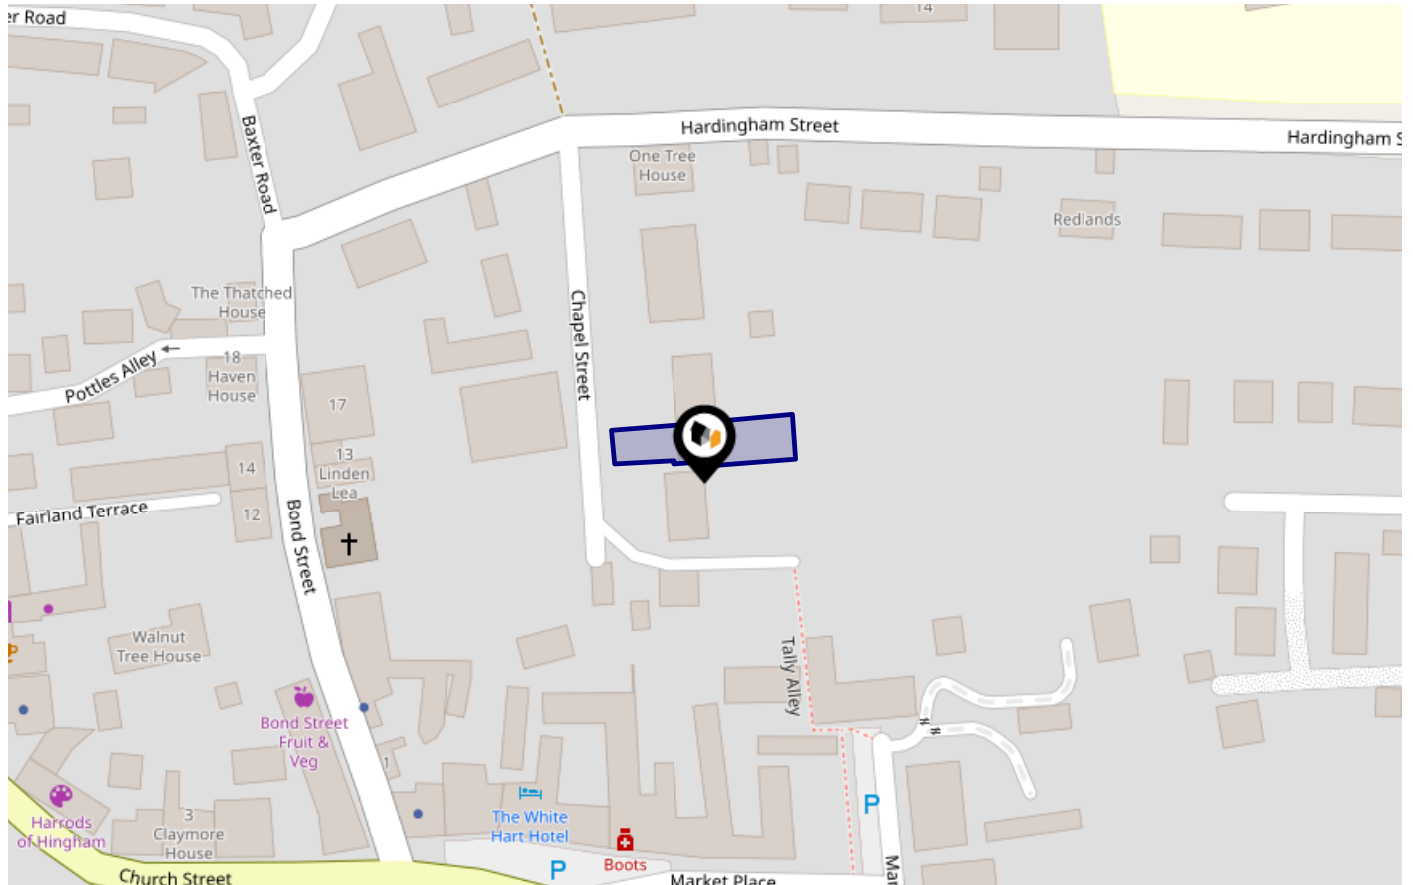 er Road
14
Hardingham Street
Hardingham S
Baxter Road
One Tree
House
Redlands
The Thatched
House
Chapel Street
Pottles Alley
18
Haven
House
17
13
Linden
Lea
14
12
Fairland Terrace
Bond Street
Walnut
Tree House
Tally Alley
Bond Street
Fruit &
Veg
1
P
Harrods
of Hingham
3
Claymore
House
The White
Hart Hotel
Boots
P
Church Street
Market Place
Mar